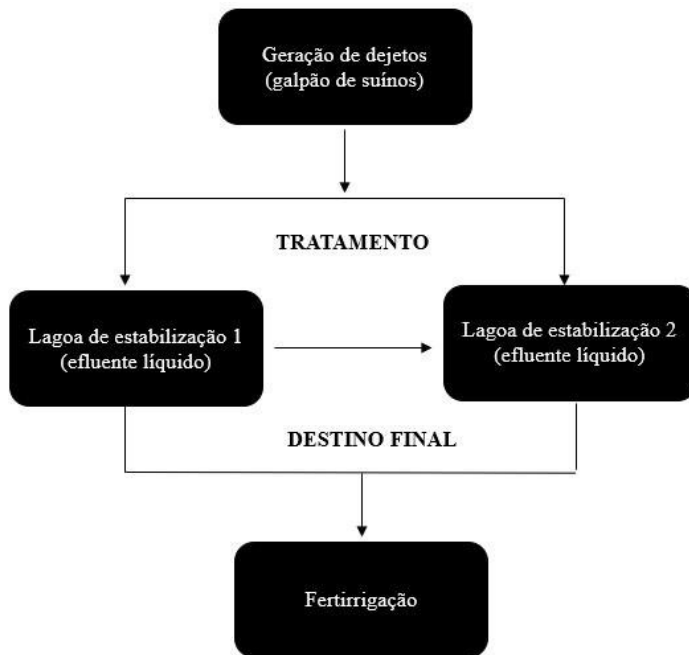 Geração de dejetos
(galpão de suínos)
TRATAMENTO
Lagoa de estabilização 1
(efluente líquido)
Lagoa de estabilização 2
(efluente líquido)
DESTINO FINAL
Fertirrigação